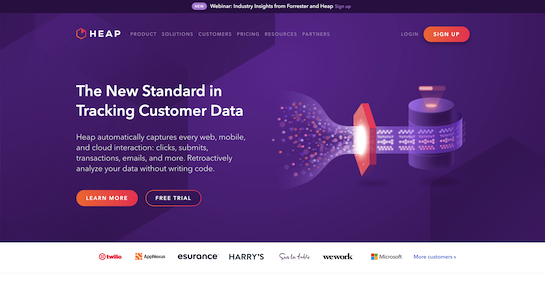 NEW Webinar: Industry Insights from Forrester and Heap Sign up
HEAP PRODUCT SOLUTIONS CUSTOMERS PRICING RESOURCES PARTNERS LOGIN SIGN UP
The New Standard in
Tracking Customer Data
Heap automatically captures every web, mobile,
and cloud interaction: clicks, submits,
transactions, emails, and more. Retroactively
analyze your data without writing code.
LEARN MORE FREE TRIAL
twilio AppNexus esurance HARRY'S Sur la table wework Microsoft More customers »